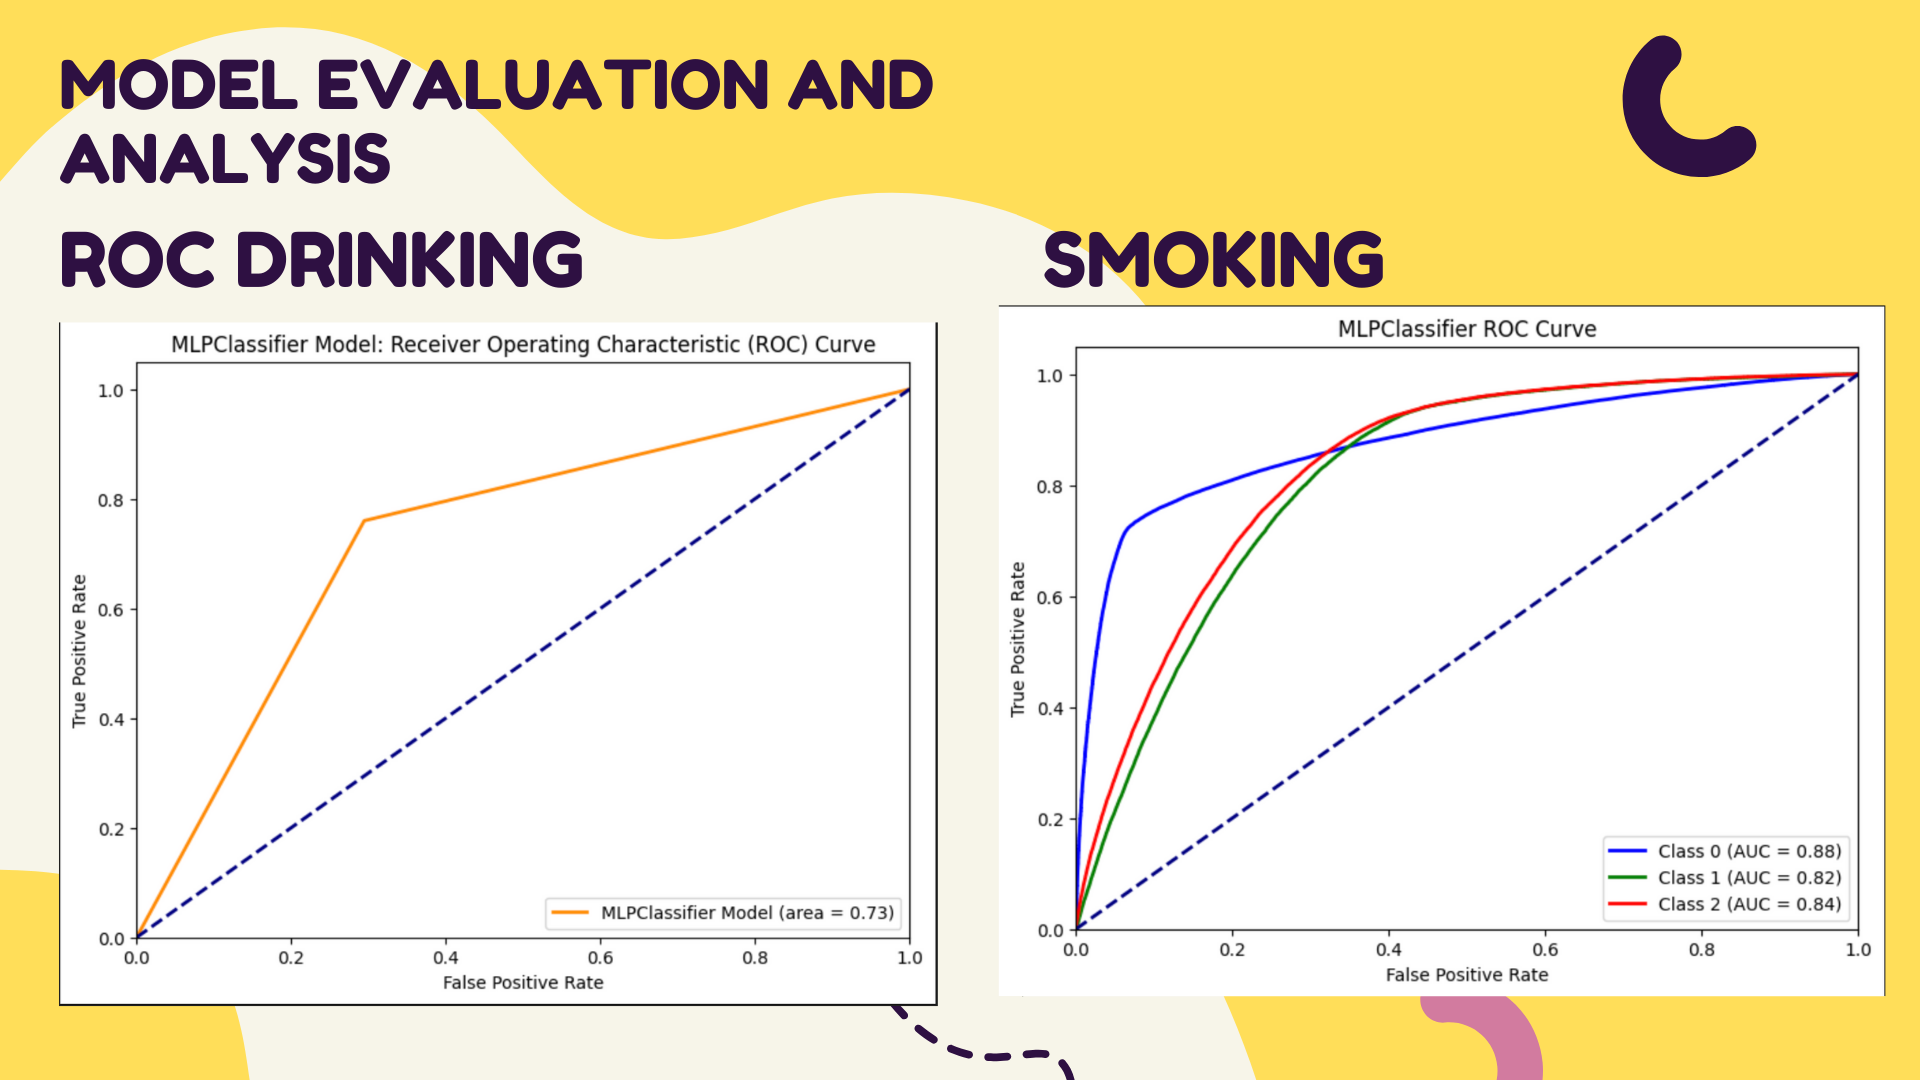 MODEL EVALUATION AND
ANALYSIS
ROC DRINKING
MLPClassifier Model: Receiver Operating Characteristic (ROC) Curve
True Positive Rate
1.0
0.8
0.6
0.4
0.2
0.0
0.0 0.2 0.4 0.6 0.8 1.0
False Positive Rate
MLPClassifier Model (area = 0.73)
SMOKING
MLPClassifier ROC Curve
True Positive Rate
1.0
0.8
0.6
0.4
0.2
0.0
0.0 0.2 0.4 0.6 0.8 1.0
False Positive Rate
Class 0 (AUC = 0.88)
Class 1 (AUC = 0.82)
Class 2 (AUC = 0.84)